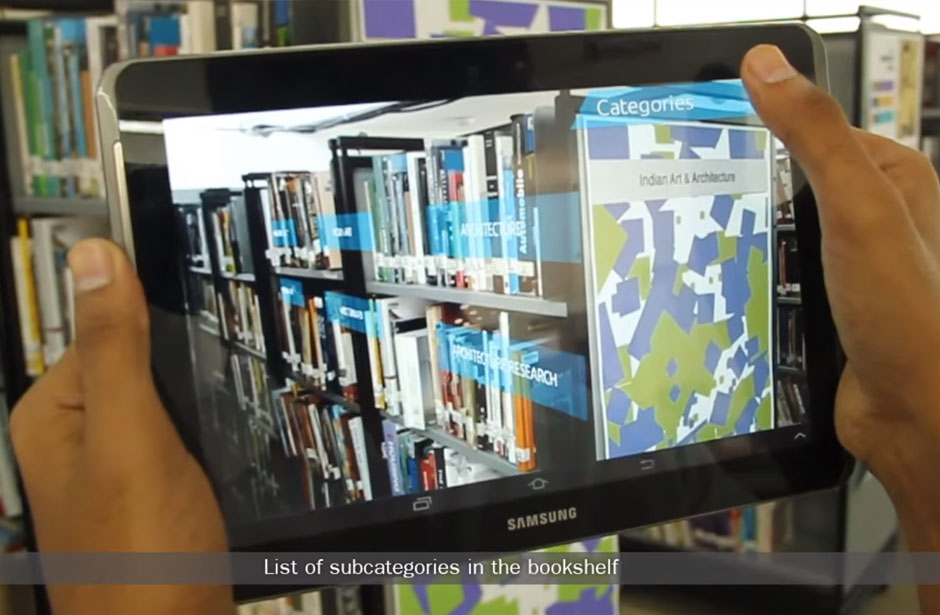 Categories
Indian Art & Architecture
ARCHITECTURE
Automobile
ARCHITECTURE RESEARCH
SAMSUNG
List of subcategories in the bookshelf